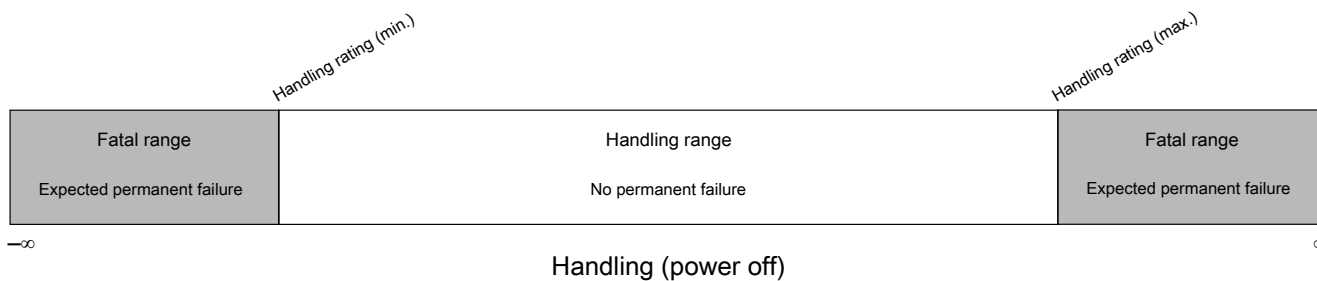 Handling rating (min.)
Handling rating (max.)
Fatal range
Handling range
Fatal range
Expected permanent failure
No permanent failure
Expected permanent failure
–∞
Handling (power off)